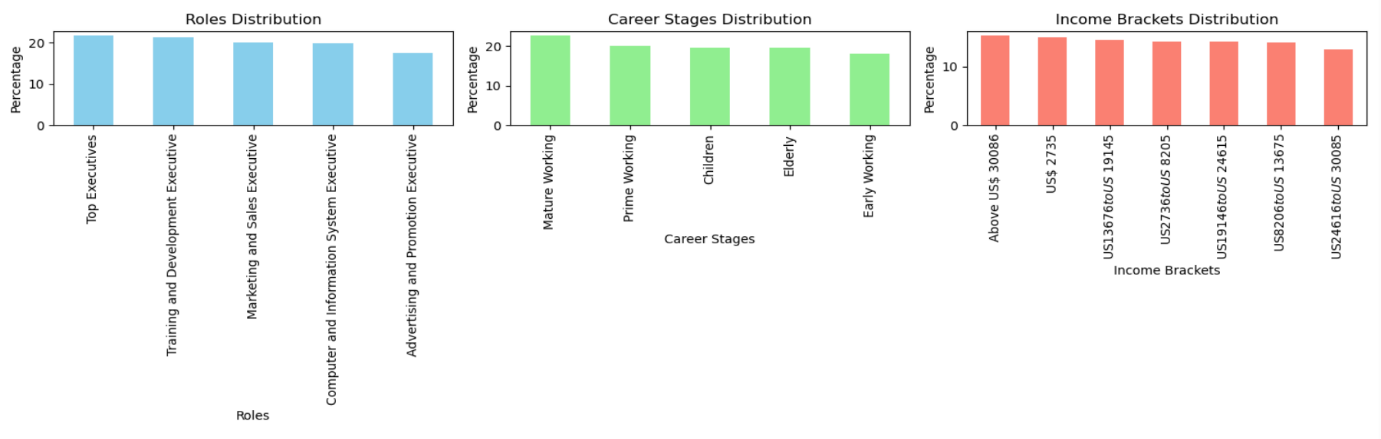 Roles Distribution
Percentage
20
10
0
Top Executives
Training and Development Executive
Marketing and Sales Executive
Computer and Information System Executive
Advertising and Promotion Executive
Roles
Career Stages Distribution
Percentage
20
10
0
Mature Working
Prime Working
Children
Elderly
Early Working
Career Stages
Income Brackets Distribution
Percentage
10
0
Above US$ 30086
US$ 2735
US13676toUS 19145
US2736toUS 8205
US19146toUS 24615
US8206toUS 13675
US24616toUS 30085
Income Brackets